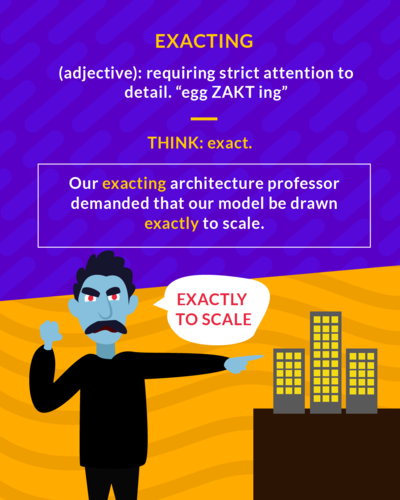 EXACTING
(adjective): requiring strict attention to
detail. “egg ZAKT ing”
THINK: exact.
Our exacting architecture professor
demanded that our model be drawn
exactly to scale.
EXACTLY
TO SCALE